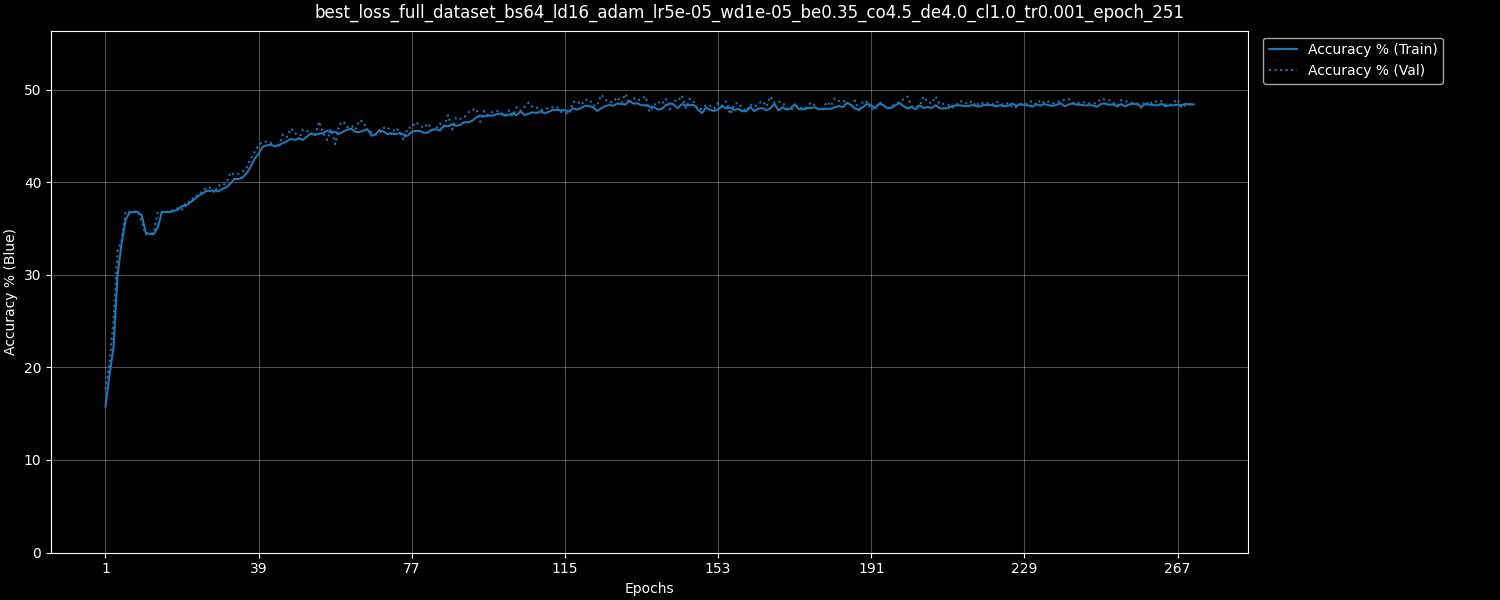 best_loss_full_dataset_bs64_ld16_adam_lr5e-05_wd1e-05_be0.35_co4.5_de4.0_cl1.0_tr0.001_epoch_251
Accuracy % (Train)
Accuracy % (Val)
Accuracy % (Blue)
50
40
30
20
10
0
1 39 77 115 153 191 229 267
Epochs